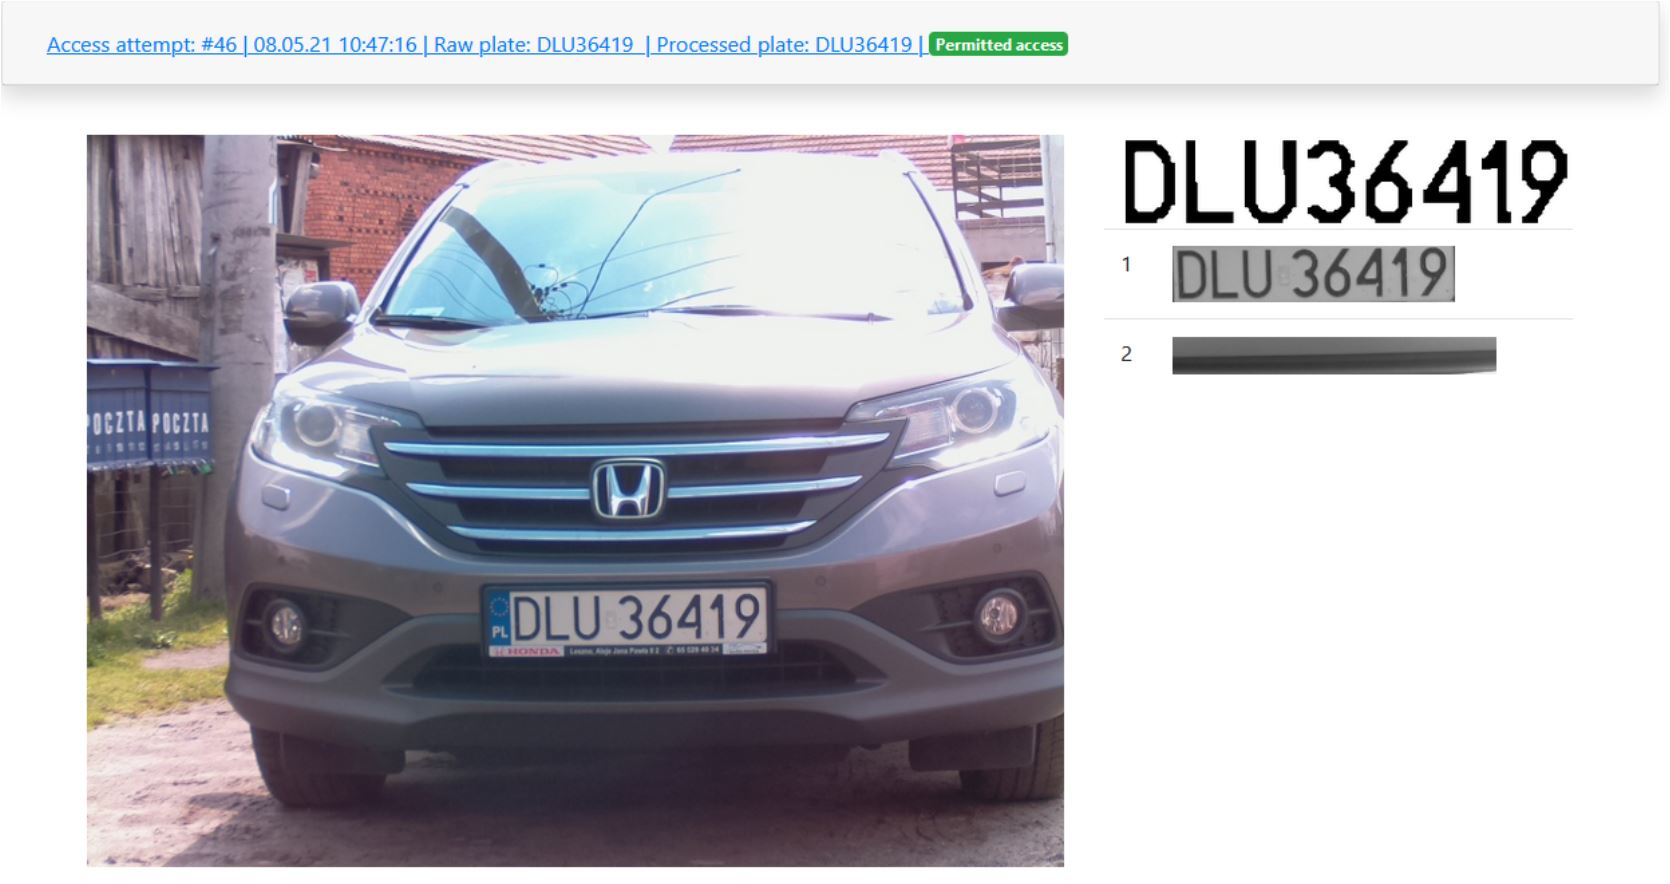 Access attempt: #46 | 08.05.21 10:47:16 | Raw plate: DLU36419 | Processed plate: DLU36419 | Permitted access
DLU36419
1 DLU 36419
2
POCZTA POCZTA
PL DLU 36419
HONDA Leszno, Aleja Jana Pawła II 2 65 529 40 34